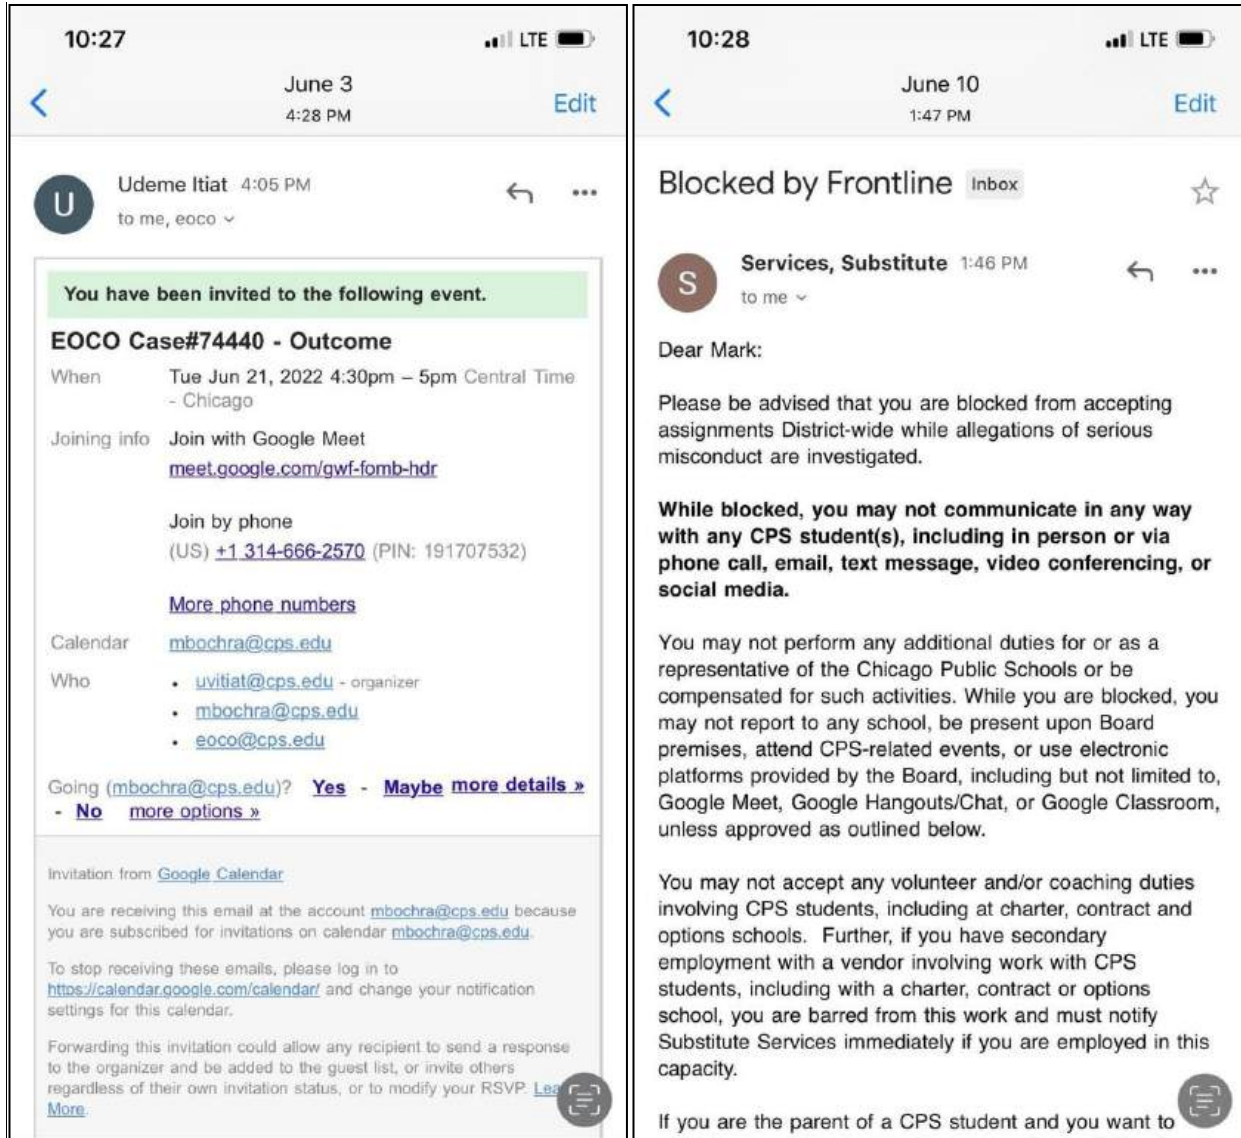 10:27
LTE
June 3
4:28 PM
Edit
U
Udeme Itiat 4:05 PM
to me, eoco
You have been invited to the following event.
EOCO Case#74440 - Outcome
When Tue Jun 21, 2022 4:30pm – 5pm Central Time
- Chicago
Joining info Join with Google Meet
meet.google.com/gwf-fomb-hdr
Join by phone
(US) +1 314-666-2570 (PIN: 191707532)
More phone numbers
Calendar mbochra@cps.edu
Who • uvitiat@cps.edu - organizer
• mbochra@cps.edu
• eoco@cps.edu
Going (mbochra@cps.edu)? Yes - Maybe more details »
- No more options »
Invitation from Google Calendar
You are receiving this email at the account mbochra@cps.edu because
you are subscribed for invitations on calendar mbochra@cps.edu.
To stop receiving these emails, please log in to
https://calendar.google.com/calendar/ and change your notification
settings for this calendar.
Forwarding this invitation could allow any recipient to send a response
to the organizer and be added to the guest list, or invite others
regardless of their own invitation status, or to modify your RSVP.
More.
10:28
LTE
June 10
1:47 PM
Edit
Blocked by Frontline Inbox
S
Services, Substitute 1:46 PM
to me
Dear Mark:
Please be advised that you are blocked from accepting
assignments District-wide while allegations of serious
misconduct are investigated.
While blocked, you may not communicate in any way
with any CPS student(s), including in person or via
phone call, email, text message, video conferencing, or
social media.
You may not perform any additional duties for or as a
representative of the Chicago Public Schools or be
compensated for such activities. While you are blocked, you
may not report to any school, be present upon Board
premises, attend CPS-related events, or use electronic
platforms provided by the Board, including but not limited to,
Google Meet, Google Hangouts/Chat, or Google Classroom,
unless approved as outlined below.
You may not accept any volunteer and/or coaching duties
involving CPS students, including at charter, contract and
options schools. Further, if you have secondary
employment with a vendor involving work with CPS
students, including with a charter, contract or options
school, you are barred from this work and must notify
Substitute Services immediately if you are employed in this
capacity.
If you are the parent of a CPS student and you want to